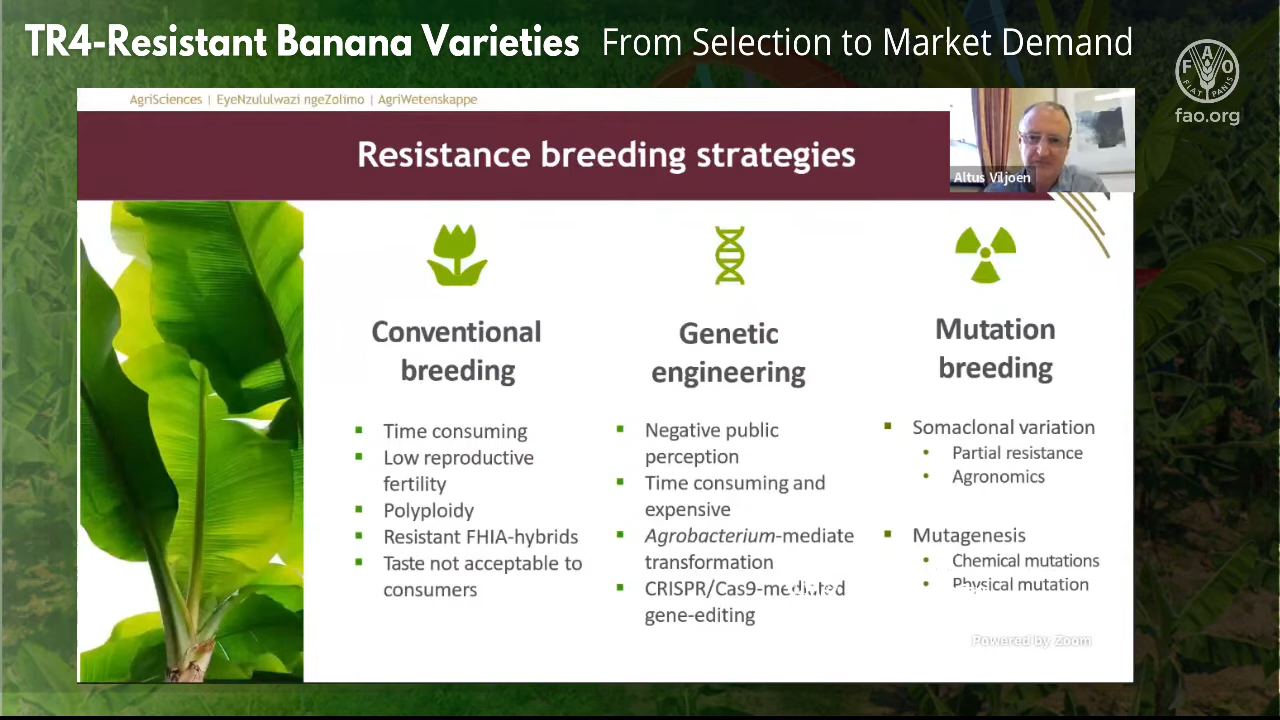 TR4-Resistant Banana Varieties From Selection to Market Demand
FAO
FIAT PANIS
fao.org
AgriSciences | EyeNzululwazi ngeZolimo | AgriWetenskappe
Resistance breeding strategies
Altus Viljoen
Conventional
breeding
Time consuming
Low reproductive
fertility
Polyploidy
Resistant FHIA-hybrids
Taste not acceptable to
consumers
Genetic
engineering
Negative public
perception
Time consuming and
expensive
Agrobacterium-mediate
transformation
CRISPR/Cas9-mediated
gene-editing
Mutation
breeding
Somaclonal variation
Partial resistance
Agronomics
Mutagenesis
Chemical mutations
Physical mutation
Powered by Zoom